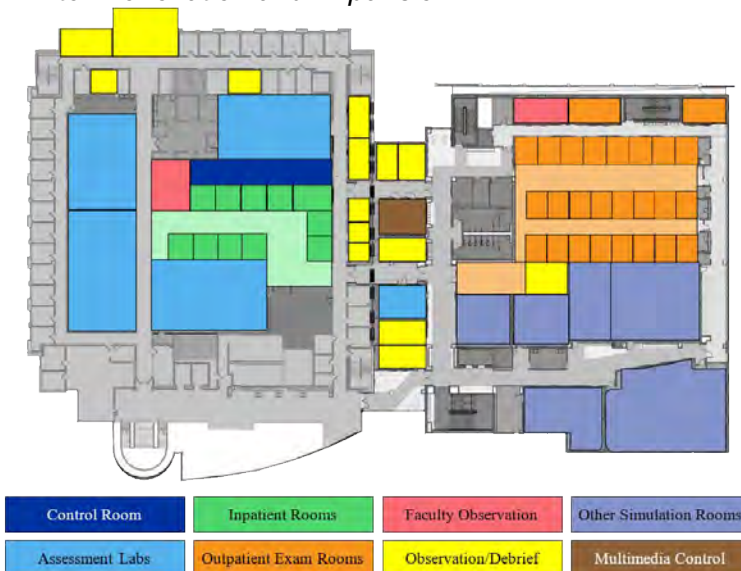 Control Room
Inpatient Rooms
Faculty Observation
Other Simulation Rooms
Assessment Labs
Outpatient Exam Rooms
Observation/Debrief
Multimedia Control